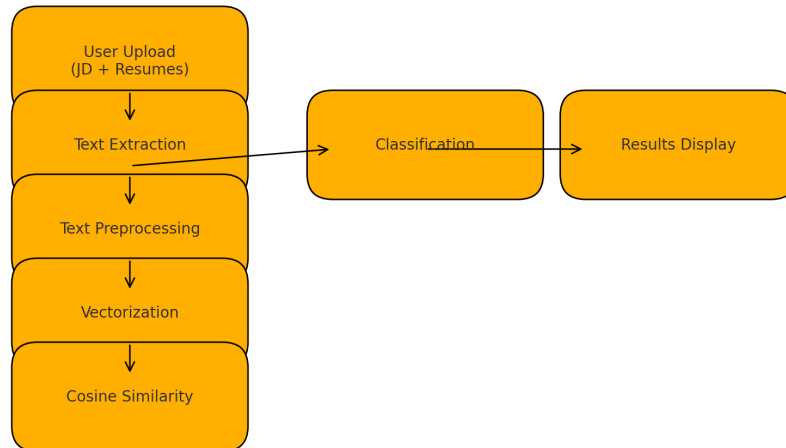 User Upload
(JD + Resumes)
Text Extraction
Classification
Results Display
Text Preprocessing
Vectorization
Cosine Similarity